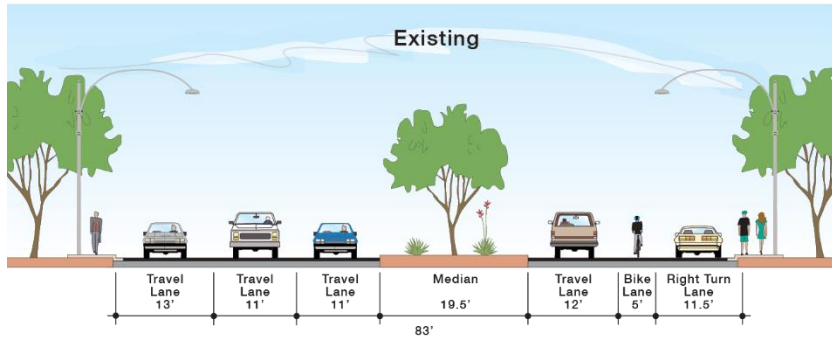 Existing
Travel
Lane
13'
Travel
Lane
11'
Travel
Lane
11'
Median
19.5'
Travel
Lane
12'
Bike
Lane
5'
Right Turn
Lane
11.5'
83'